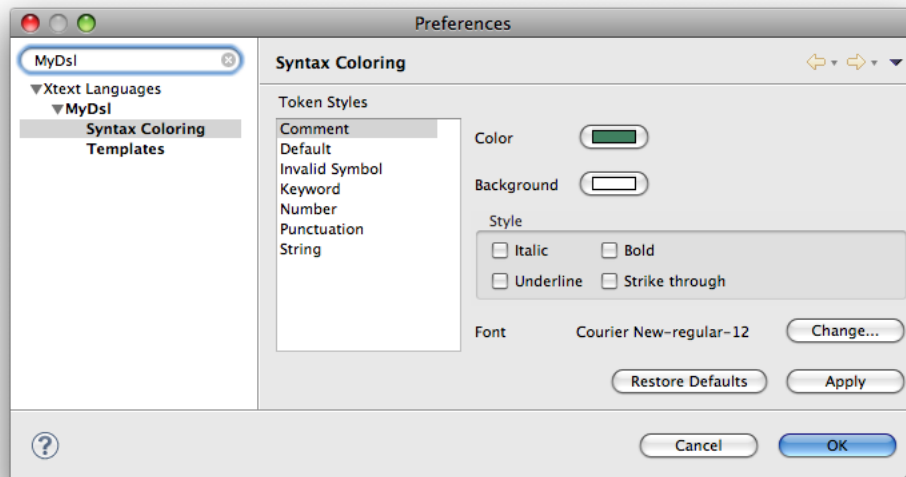 Preferences
MyDsl
Xtext Languages
MyDsl
Syntax Coloring
Templates
Syntax Coloring
Token Styles
Comment
Default
Invalid Symbol
Keyword
Number
Punctuation
String
Color
Background
Style
Italic Bold
Underline Strike through
Font Courier New-regular-12 Change...
Restore Defaults Apply
? Cancel OK